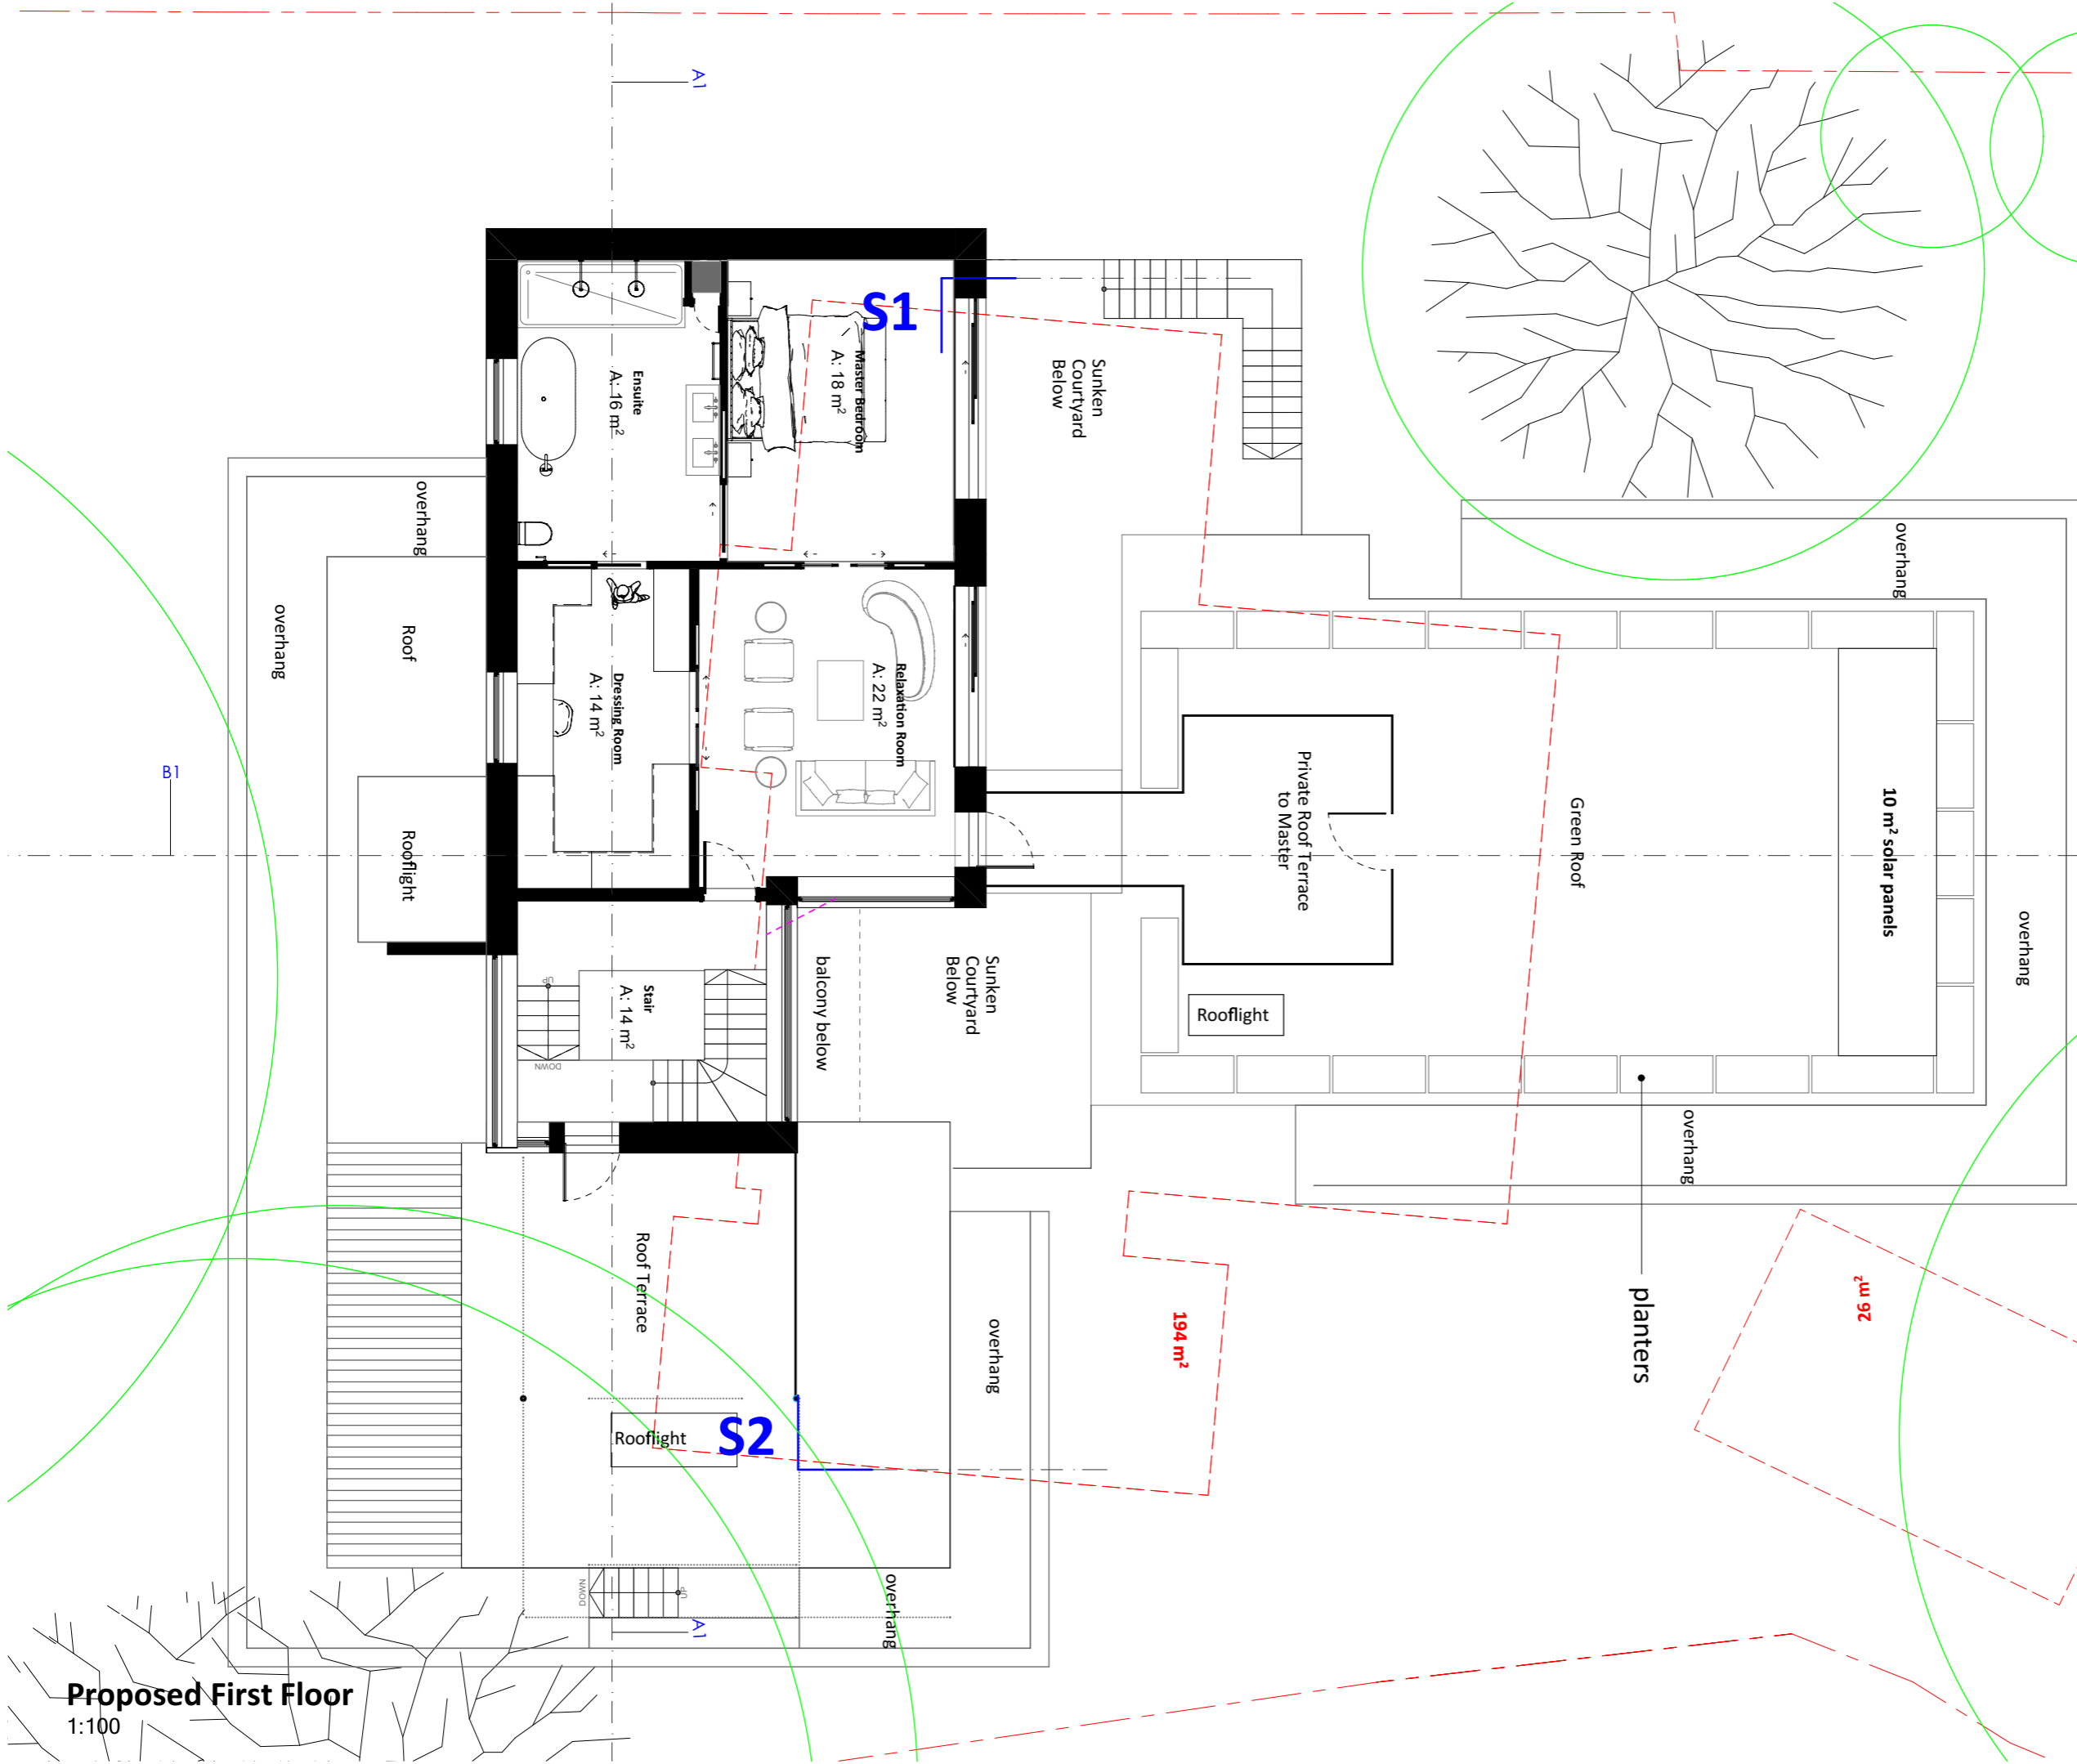 A1
S1
Master Bedroom
A: 18 m²
Ensuite
A: 16 m²
Sunken
Courtyard
Below
overhang
overhang
overhang
Roof
Dressing Room
A: 14 m²
Relaxation Room
A: 22 m²
B1
Rooflight
Private Roof Terrace
to Master
Green Roof
10 m² solar panels
overhang
UP
Stair
A: 14 m²
DOWN
balcony below
Sunken
Courtyard
Below
Rooflight
overhang
planters
Roof Terrace
overhang
194 m²
26 m²
Rooflight
S2
DOWN
UP
overhang
A1
Proposed First Floor
1:100